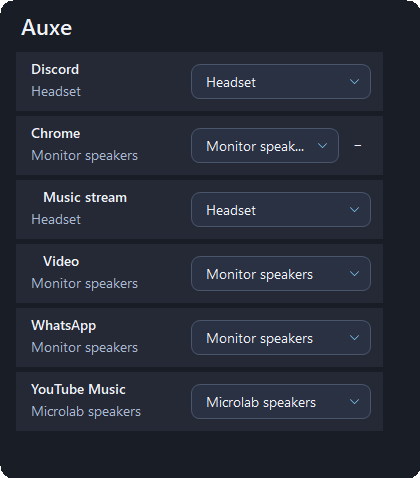 Auxe
Discord
Headset
Headset
Chrome
Monitor speakers
Monitor speak...
–
Music stream
Headset
Headset
Video
Monitor speakers
Monitor speakers
WhatsApp
Monitor speakers
Monitor speakers
YouTube Music
Microlab speakers
Microlab speakers